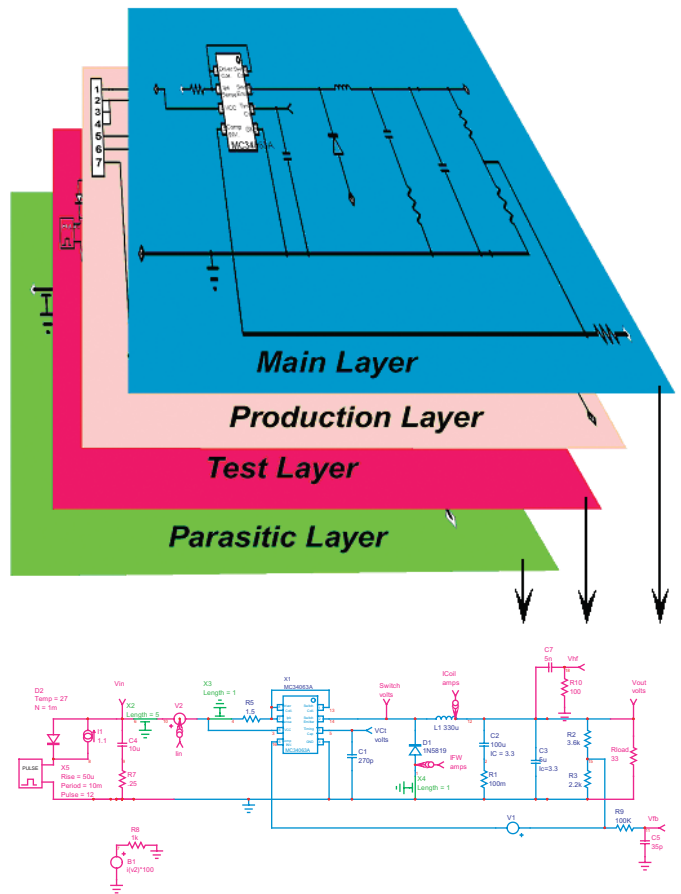 1
2
3
4
5
6
7
VCC
MC34063A
Main Layer
Production Layer
Test Layer
Parasitic Layer
C7
5n
Vhf
R10
100
ICoil
amps
Switch
volts
Vout
volts
D2
Temp = 27
N = 1m
Vin
X3
Length = 1
X1
MC34063A
X2
Length = 5
V2
R5
1.5
I1
1.1
C4
10u
Iin
VCt
volts
L1 330u
D1
1N5819
C2
100u
IC = 3.3
R2
3.6k
C3
Ic=3.3
Rload
33
C1
270p
IFW
amps
MC34063A
PULSE
X5
Rise = 50u
Period = 10m
Pulse = 12
R7
.25
X4
Length = 1
R1
100m
R3
2.2k
V1
R9
100K
Vfb
C5
35p
R8
1k
B1
i(v2)*100